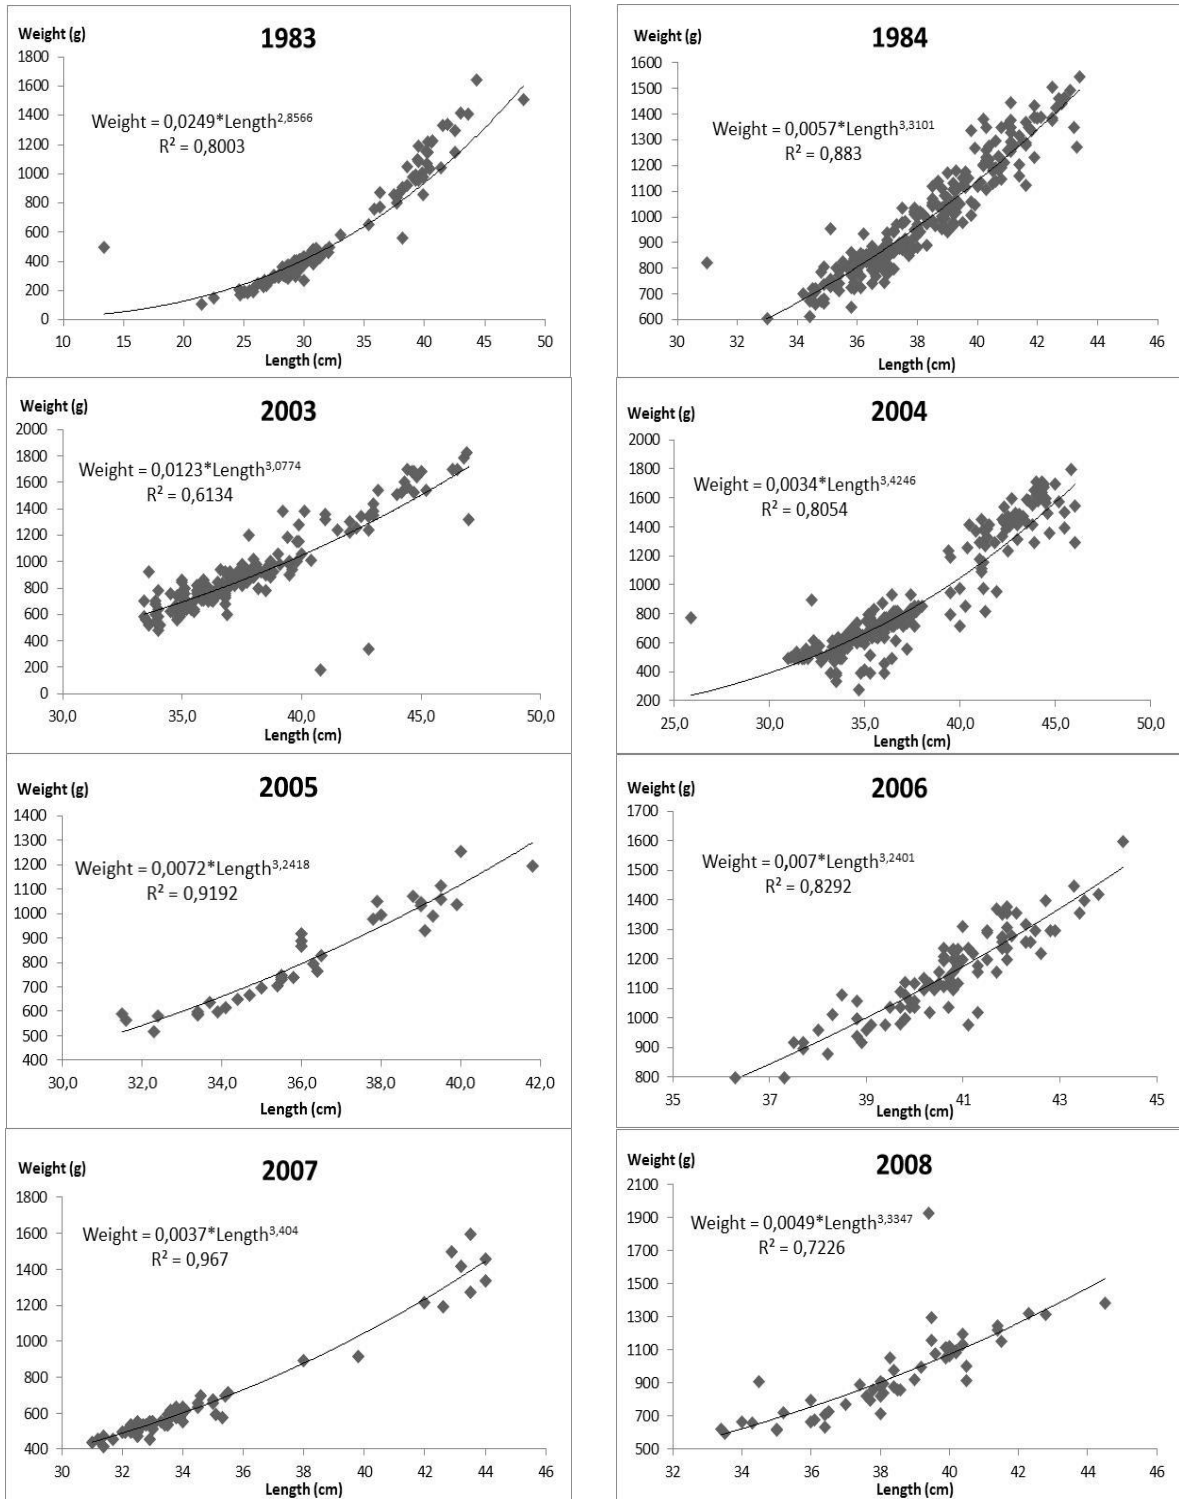 Weight (g)
1983
1800
1600
1400
1200
1000
800
600
400
200
0
Weight = 0,0249*Length^2,8566
R² = 0,8003
10 15 20 25 30 35 40 45 50
Length (cm)
Weight (g)
1984
1600
1500
1400
1300
1200
1100
1000
900
800
700
600
Weight = 0,0057*Length^3,3101
R² = 0,883
30 32 34 36 38 40 42 44 46
Length (cm)
Weight (g)
2003
2000
1800
1600
1400
1200
1000
800
600
400
200
0
Weight = 0,0123*Length^3,0774
R² = 0,6134
30,0 35,0 40,0 45,0 50,0
Length (cm)
Weight (g)
2004
2000
1800
1600
1400
1200
1000
800
600
400
200
Weight = 0,0034*Length^3,4246
R² = 0,8054
25,0 30,0 35,0 40,0 45,0 50,0
Length (cm)
Weight (g)
2005
1400
1300
1200
1100
1000
900
800
700
600
500
400
Weight = 0,0072*Length^3,2418
R² = 0,9192
30,0 32,0 34,0 36,0 38,0 40,0 42,0
Length (cm)
Weight (g)
2006
1700
1600
1500
1400
1300
1200
1100
1000
900
800
Weight = 0,007*Length^3,2401
R² = 0,8292
35 37 39 41 43 45
Length (cm)
Weight (g)
2007
1800
1600
1400
1200
1000
800
600
400
Weight = 0,0037*Length^3,404
R² = 0,967
30 32 34 36 38 40 42 44 46
Length (cm)
Weight (g)
2008
2100
1900
1700
1500
1300
1100
900
700
500
Weight = 0,0049*Length^3,3347
R² = 0,7226
32 34 36 38 40 42 44 46
Length (cm)